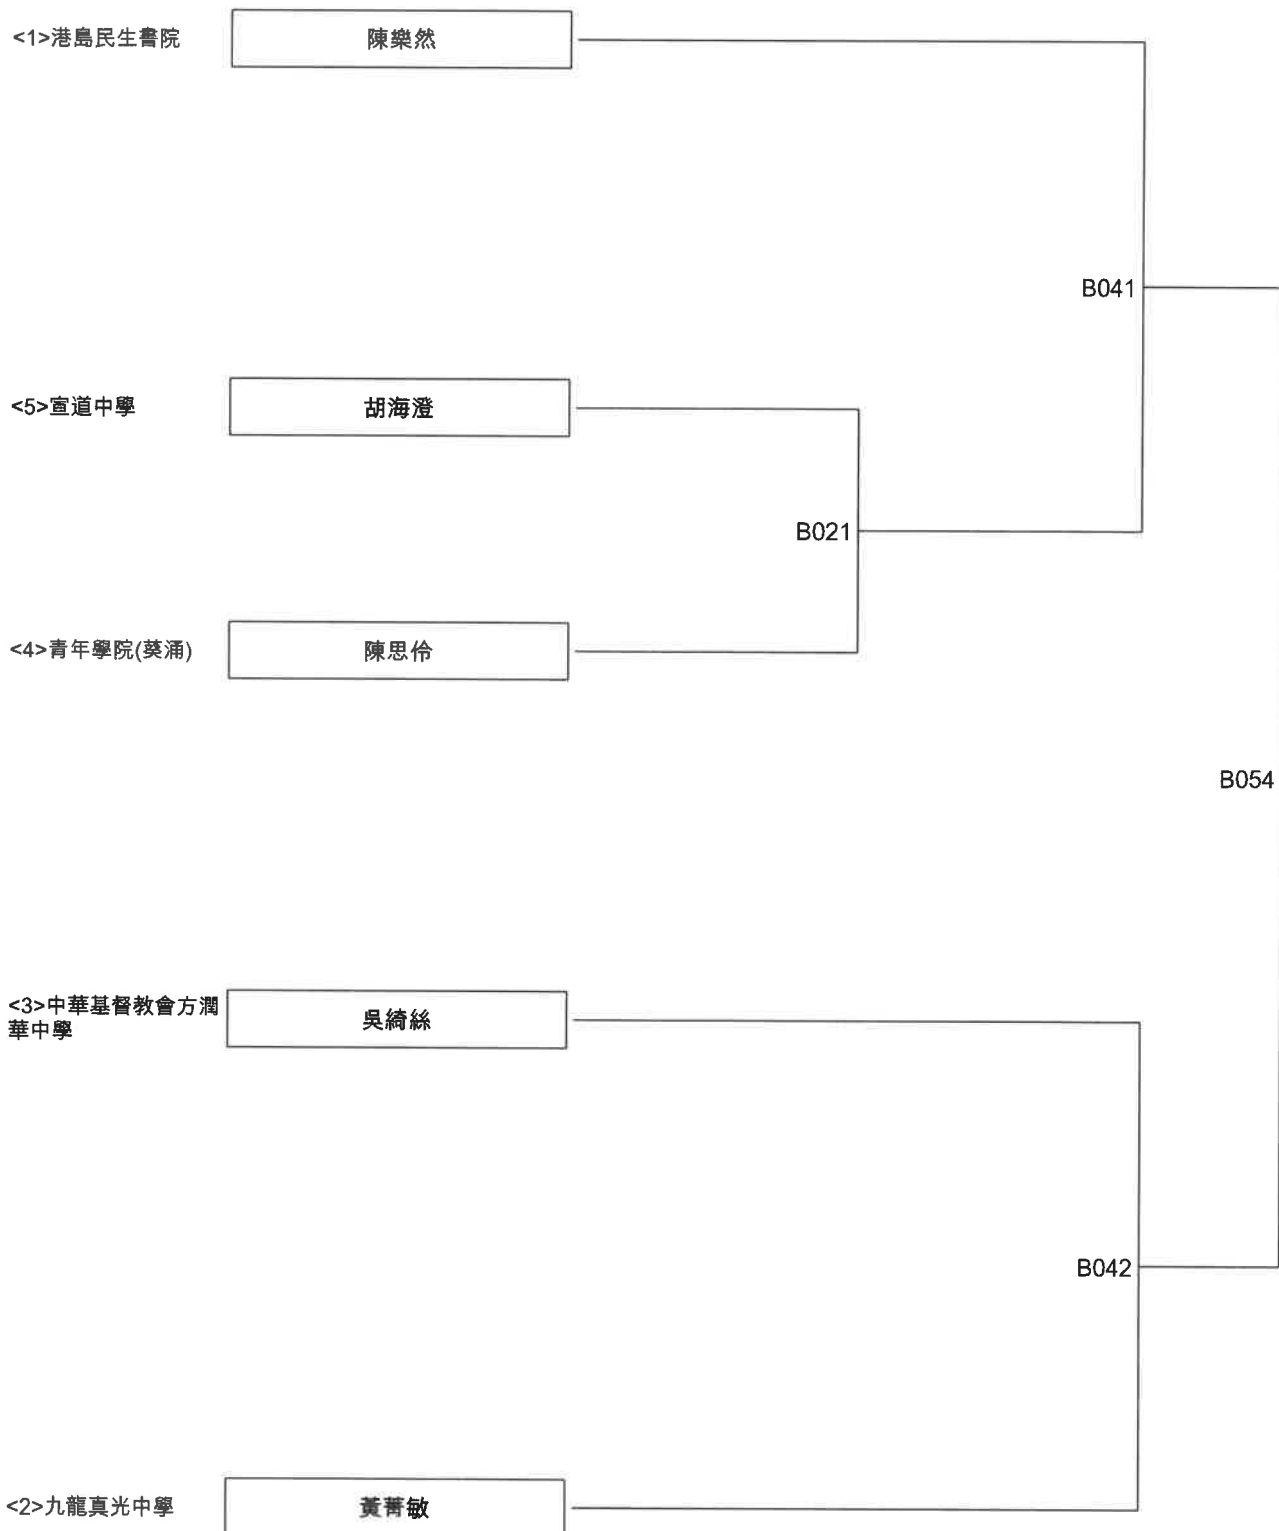 <1>港島民生書院
陳樂然
B041
<5>宣道中學
胡海澄
B021
<4>青年學院(葵涌)
陳思伶
B054
<3>中華基督教會方潤
華中學
吳綺絲
B042
<2>九龍真光中學
黃菁敏